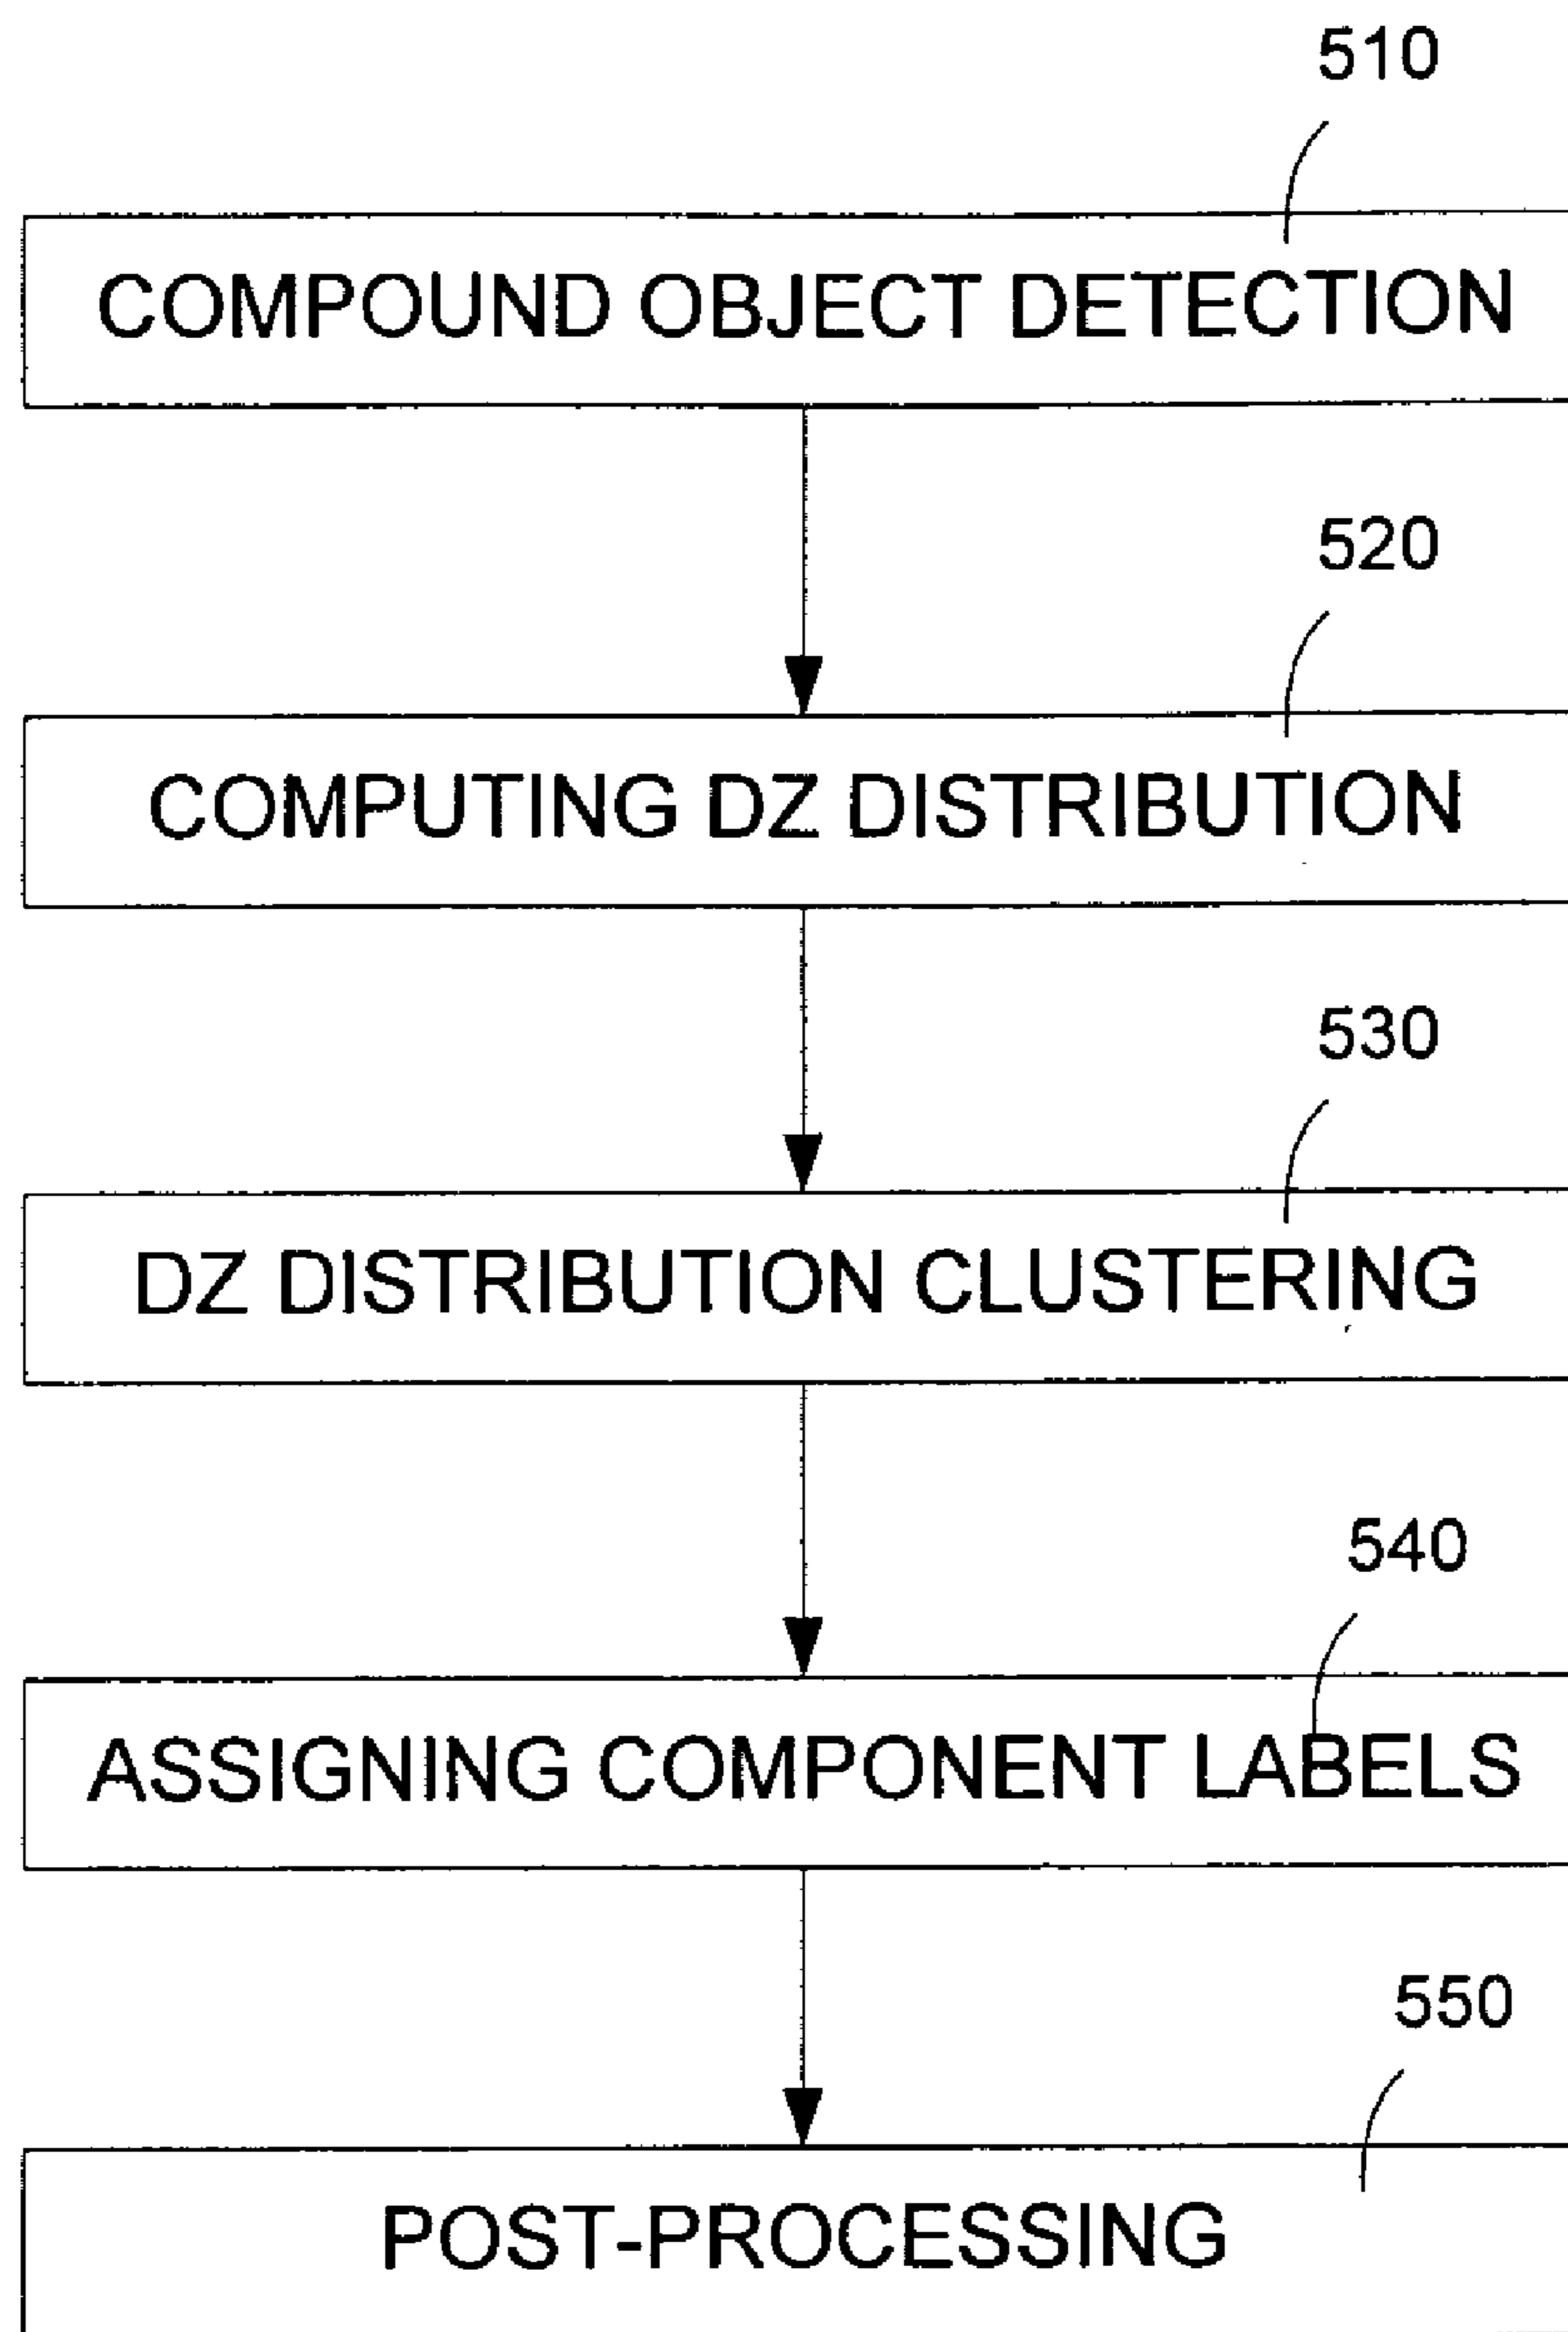 510
COMPOUND OBJECT DETECTION
520
COMPUTING DZ DISTRIBUTION
530
DZ DISTRIBUTION CLUSTERING
540
ASSIGNING COMPONENT LABELS
550
POST-PROCESSING